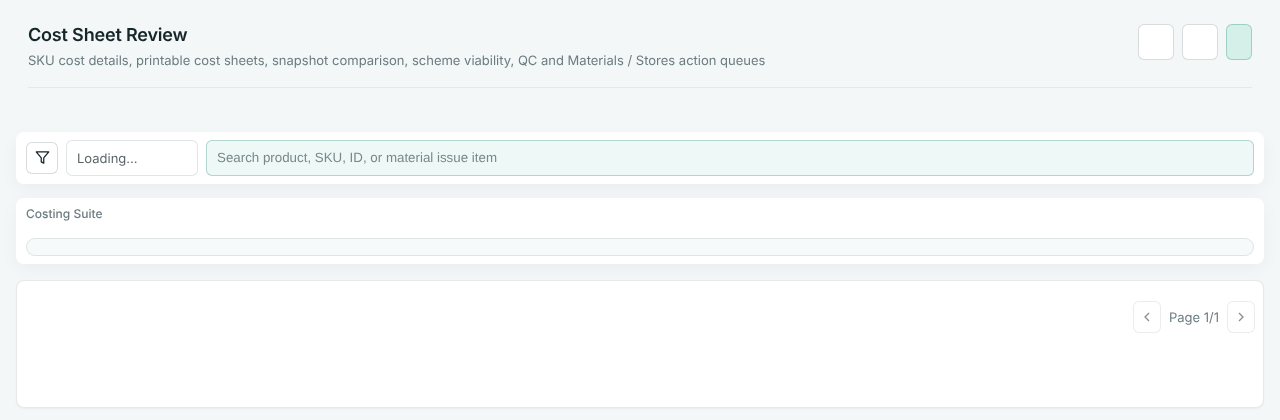 Cost Sheet Review
SKU cost details, printable cost sheets, snapshot comparison, scheme viability, QC and Materials / Stores action queues
Loading...
Search product, SKU, ID, or material issue item
Costing Suite
Page 1/1